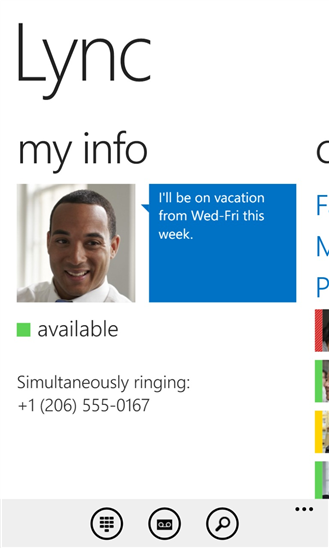 Lync
my info
I'll be on vacation
from Wed-Fri this
week.
available
Simultaneously ringing:
+1 (206) 555-0167